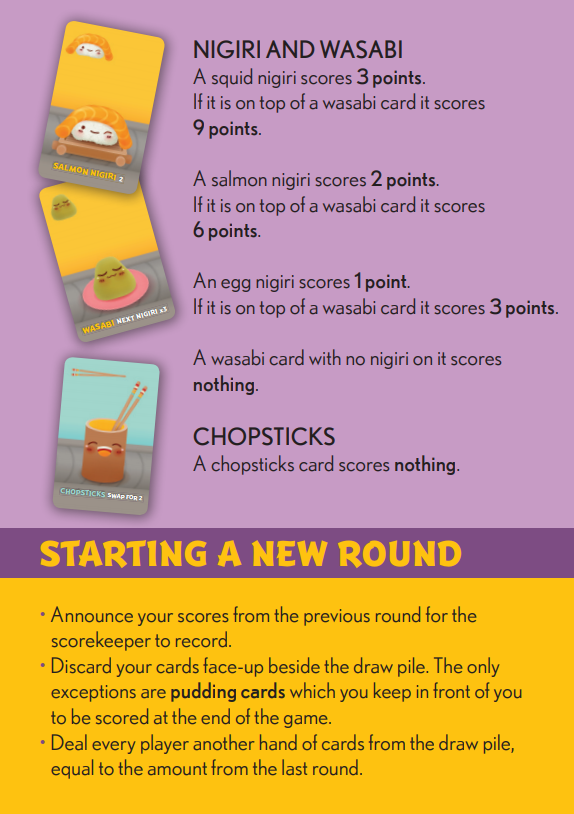 NIGIRI AND WASABI
A squid nigiri scores 3 points.
If it is on top of a wasabi card it scores
9 points.
A salmon nigiri scores 2 points.
If it is on top of a wasabi card it scores
6 points.
An egg nigiri scores 1 point.
If it is on top of a wasabi card it scores 3 points.
A wasabi card with no nigiri on it scores
nothing.
SALMON NIGIRI 2
WASABI NEXT NIGIRI x3
CHOPSTICKS
A chopsticks card scores nothing.
CHOPSTICKS SWAP FOR 2
STARTING A NEW ROUND
• Announce your scores from the previous round for the
scorekeeper to record.
• Discard your cards face-up beside the draw pile. The only
exceptions are pudding cards which you keep in front of you
to be scored at the end of the game.
• Deal every player another hand of cards from the draw pile,
equal to the amount from the last round.